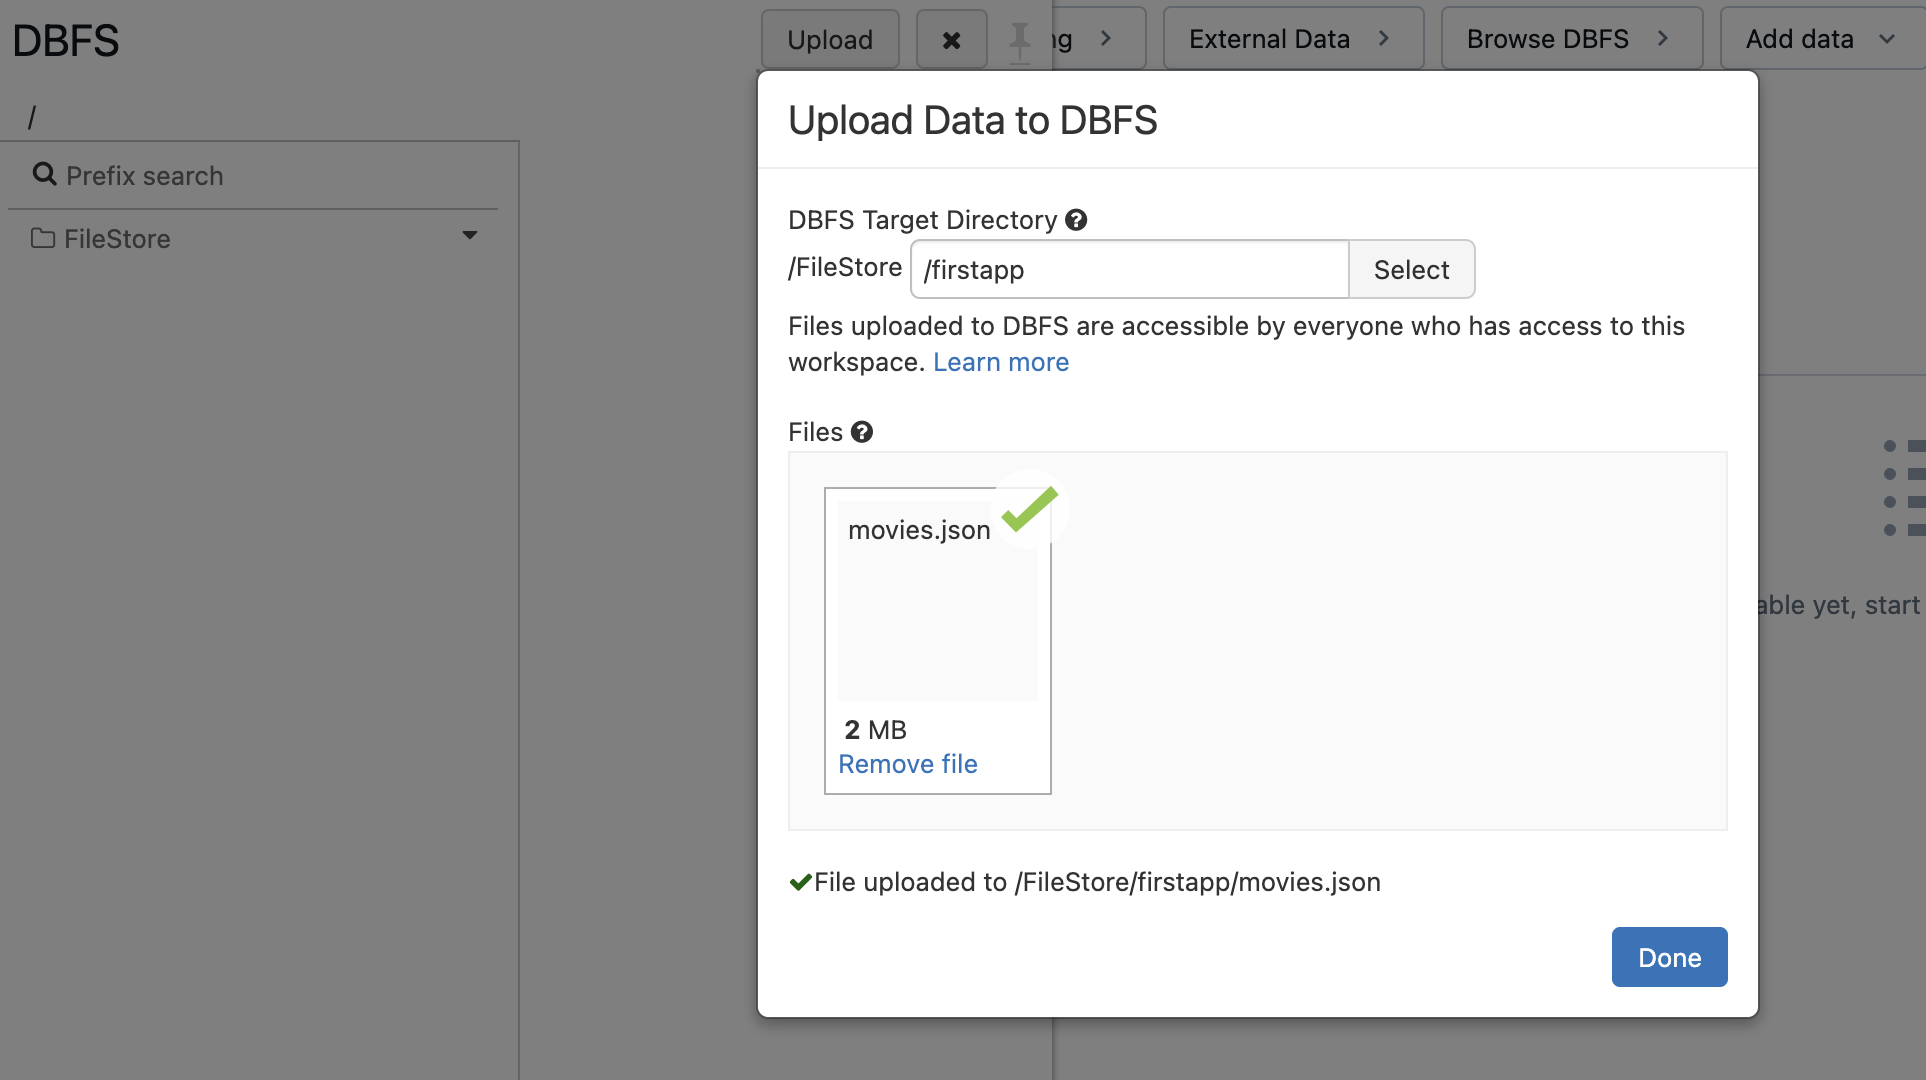 DBFS
Upload
ng
External Data
Browse DBFS
Add data
/
Prefix search
FileStore
Upload Data to DBFS
DBFS Target Directory
/FileStore
/firstapp
Select
Files uploaded to DBFS are accessible by everyone who has access to this
workspace. Learn more
Files
movies.json
2 MB
Remove file
able yet, start
File uploaded to /FileStore/firstapp/movies.json
Done